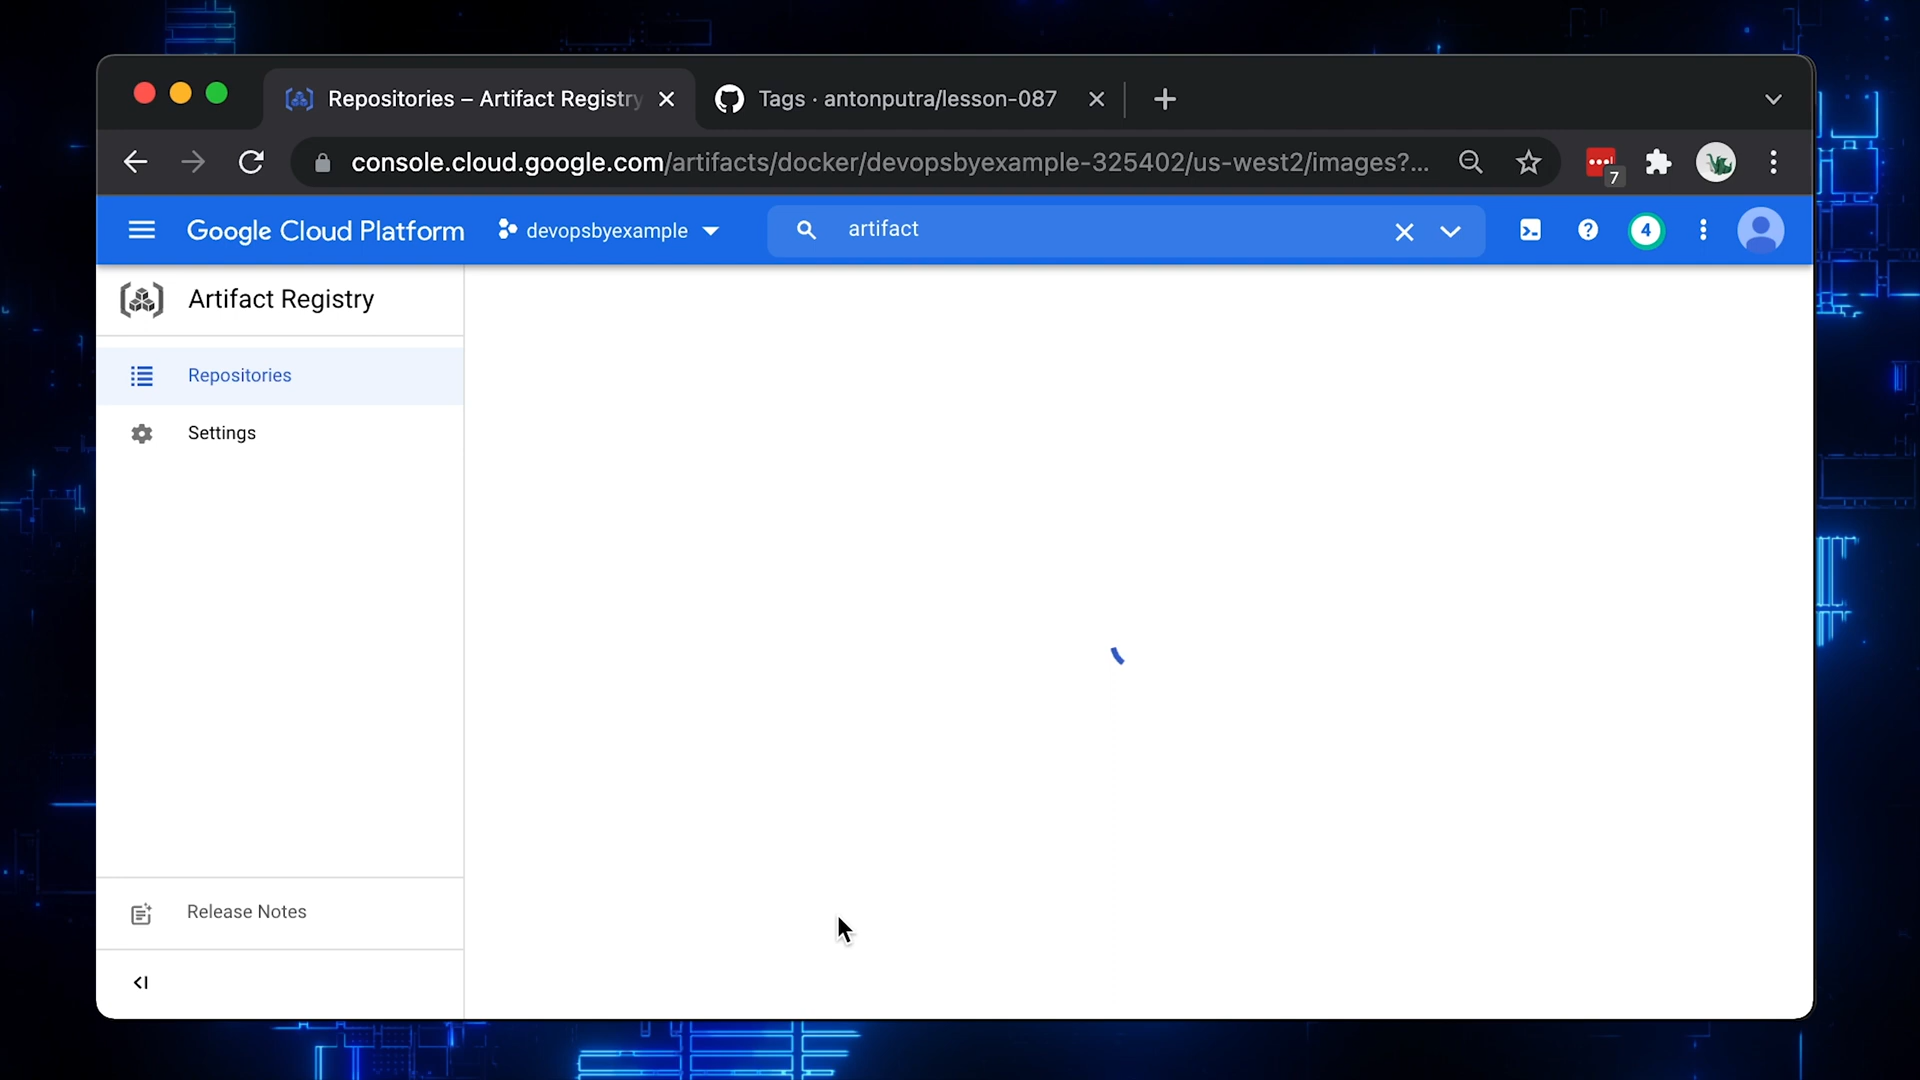 Repositories – Artifact Registry
Tags · antonputra/lesson-087
console.cloud.google.com/artifacts/docker/devopsbyexample-325402/us-west2/images?...
7
Google Cloud Platform
devopsbyexample
artifact
4
Artifact Registry
Repositories
Settings
Release Notes